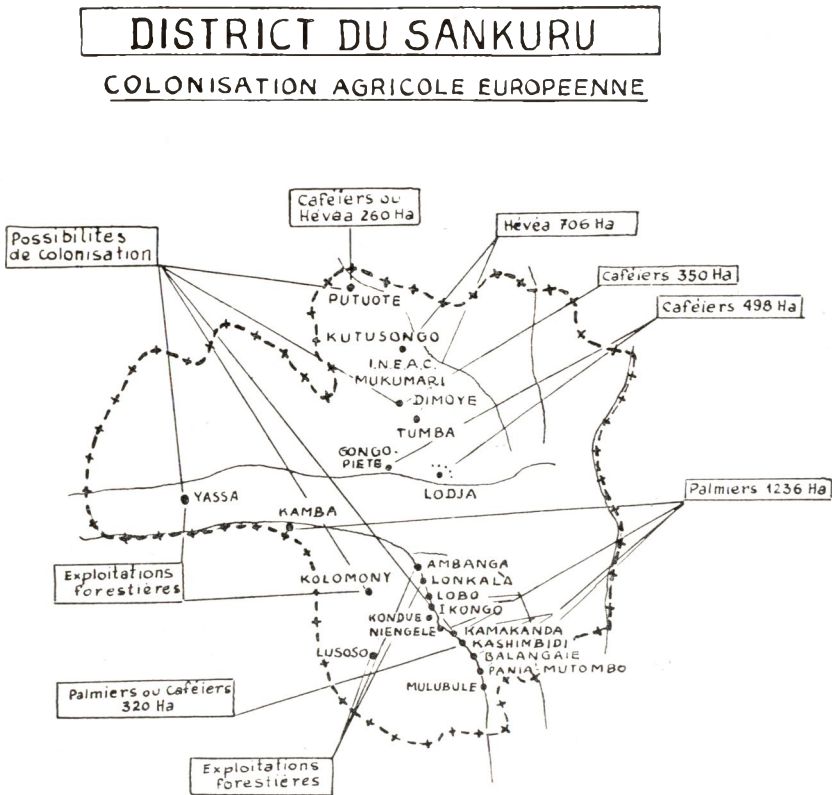 DISTRICT DU SANKURU
COLONISATION AGRICOLE EUROPEENNE
Caféiers ou
Hévaa 260 Ha
Possibilites
de colonisation
Hévéa 706 Ha
Caféiers 350 Ha
Caféiers 498 Ha
PUTUOTE
KUTUSONGO
I.N.E.A.C.
MUKUMARI
DIMOYE
TUMBA
GONGO-
PIETE
LODJA
YASSA
KAMBA
Palmiers 1236 Ha
Exploitations
forestières
KOLOMONY
AMBANGA
LONKALA
LOBO
IKONGO
KONDUE
NIENGELE
KAMAKANDA
KASHIMBIDI
BALANGAIE
PANIA-MUTOMBO
LUSOSO
MULUBULE
Palmiers ou Caféiers
320 Ha
Exploitations
forestières